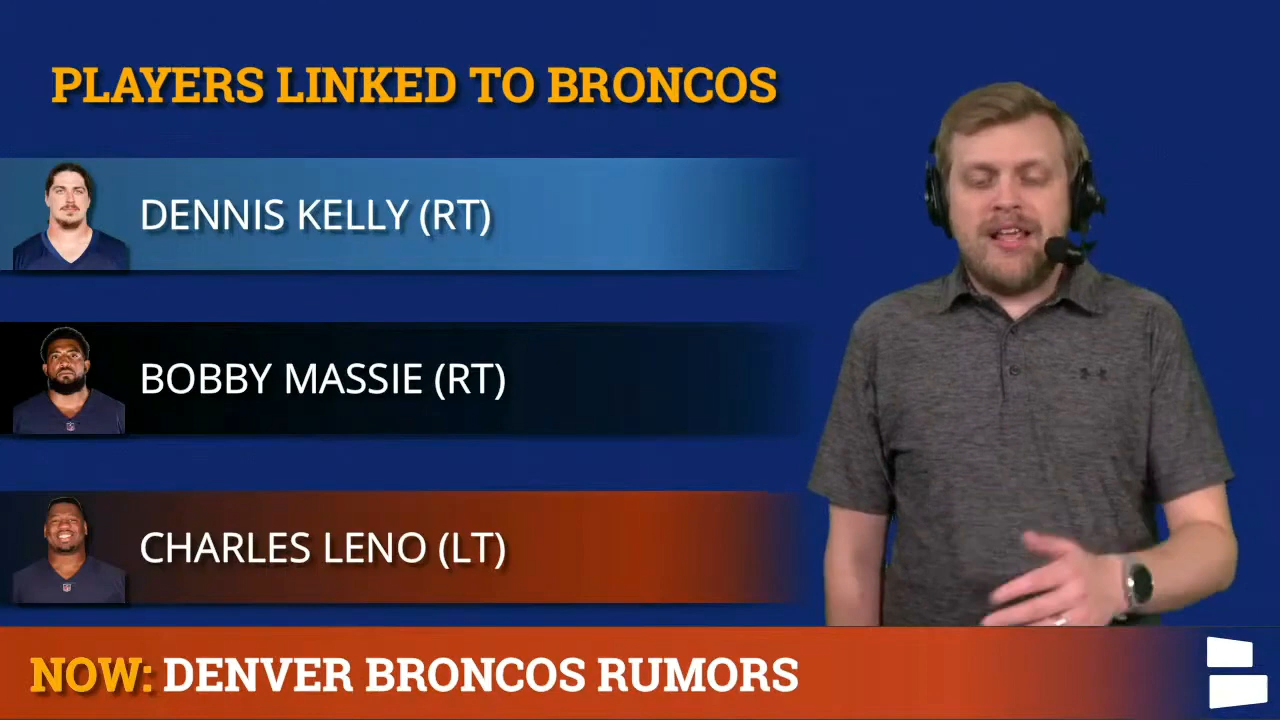 PLAYERS LINKED TO BRONCOS
DENNIS KELLY (RT)
BOBBY MASSIE (RT)
CHARLES LENO (LT)
NOW: DENVER BRONCOS RUMORS